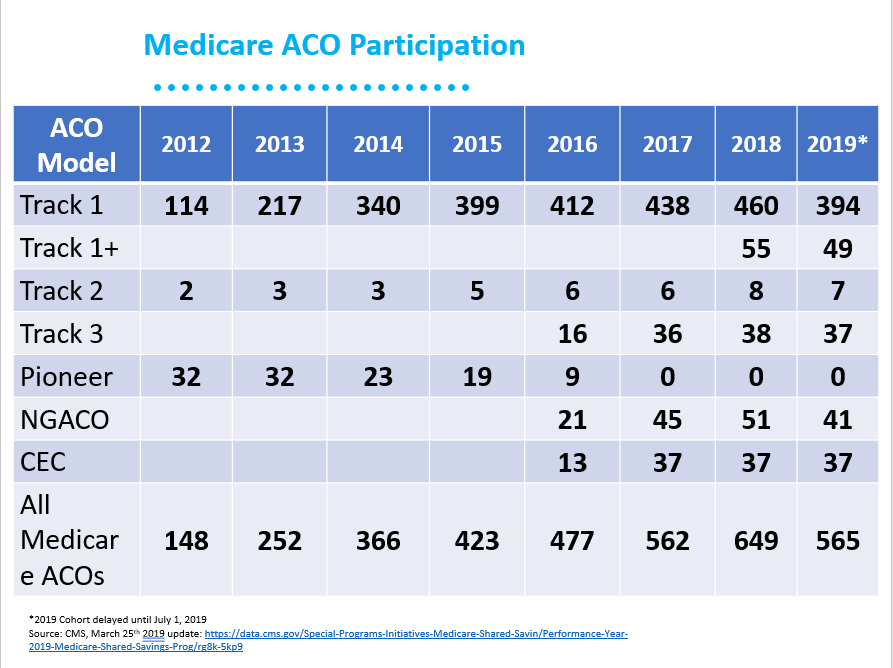 Medicare ACO Participation
ACO Model 2012 2013 2014 2015 2016 2017 2018 2019*
Track 1 114 217 340 399 412 438 460 394
Track 1+ 55 49
Track 2 2 3 3 5 6 6 8 7
Track 3 16 36 38 37
Pioneer 32 32 23 19 9 0 0 0
NGACO 21 45 51 41
CEC 13 37 37 37
All
Medicar 148 252 366 423 477 562 649 565
e ACOs
*2019 Cohort delayed until July 1, 2019
Source: CMS, March 25th 2019 update: https://data.cms.gov/Special-Programs-Initiatives-Medicare-Shared-Savin/Performance-Year-
2019-Medicare-Shared-Savings-Prog/rg8k-5kp9